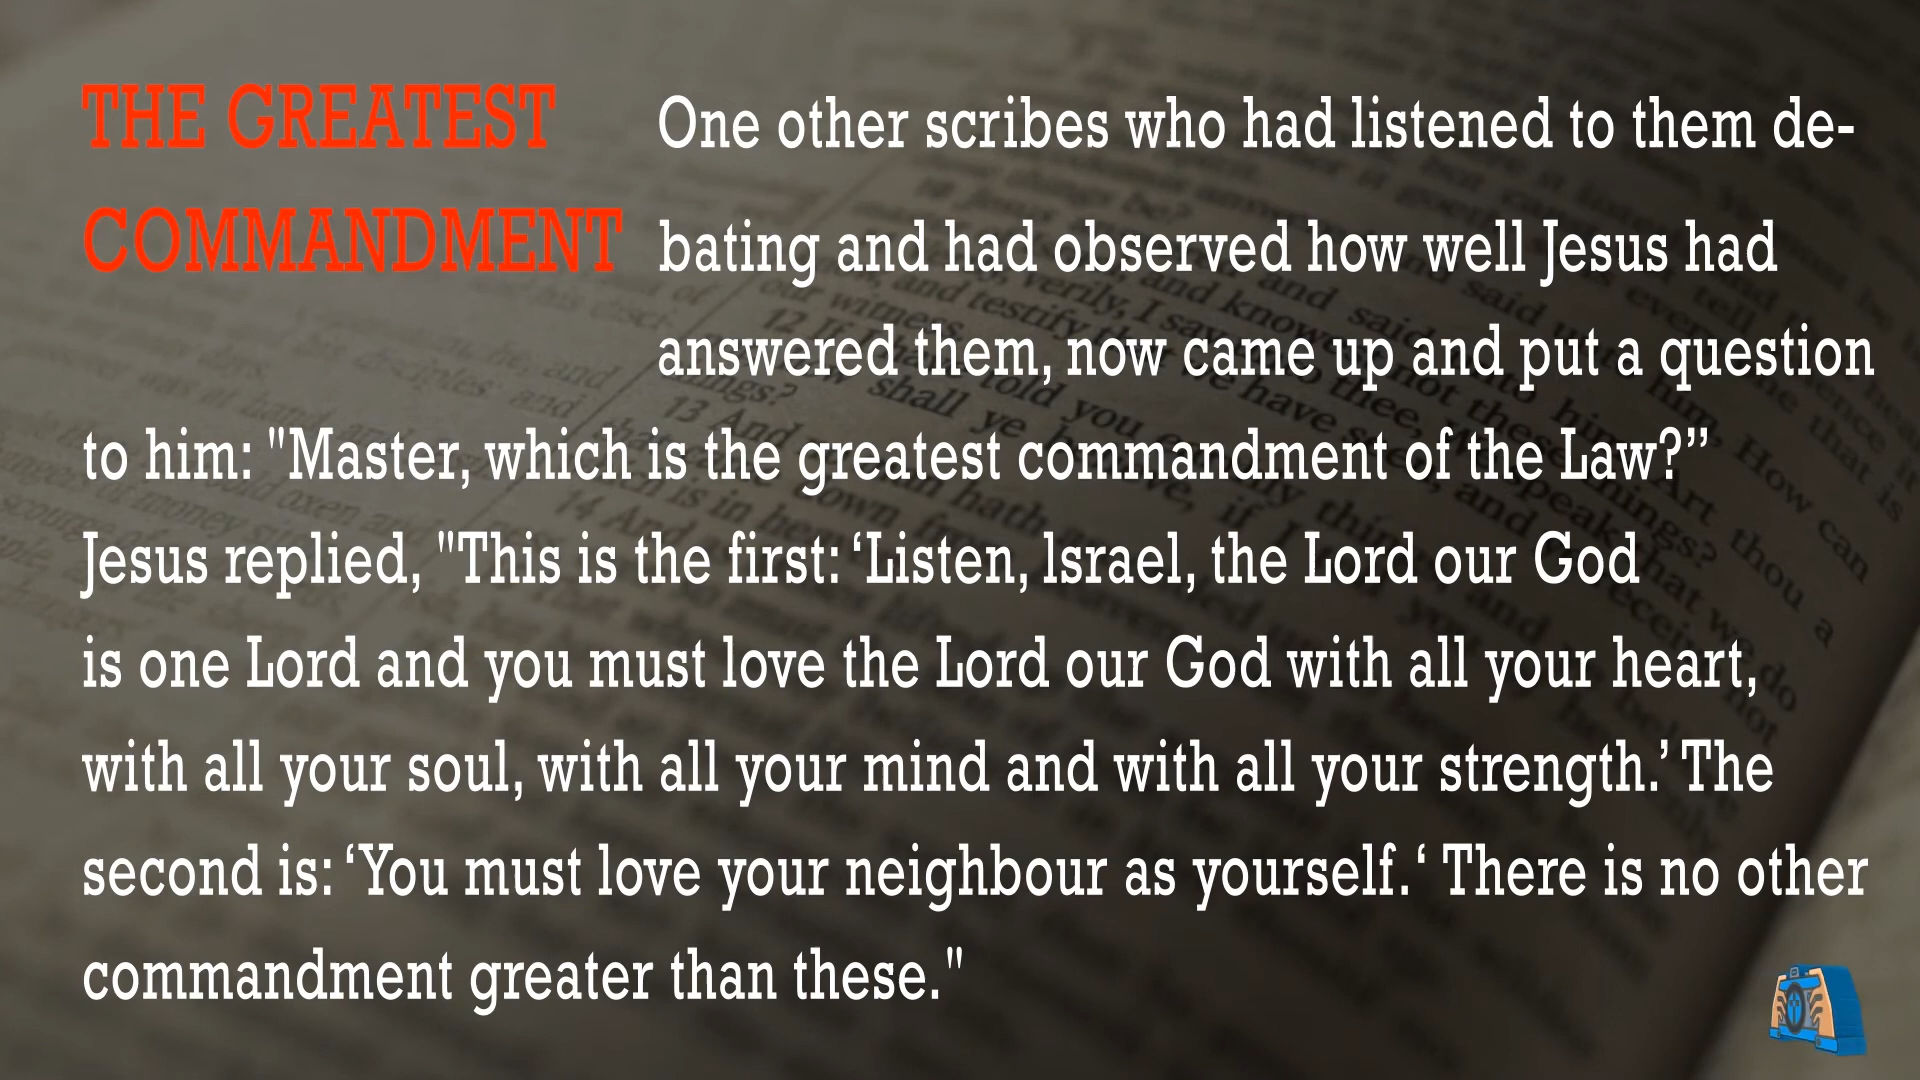 THE GREATEST
COMMANDMENT
One other scribes who had listened to them de-
bating and had observed how well Jesus had
answered them, now came up and put a question
to him: "Master, which is the greatest commandment of the Law?”
Jesus replied, "This is the first: ‘Listen, lsrael, the Lord our God
is one Lord and you must love the Lord our God with all your heart,
with all your soul, with all your mind and with all your strength.’ The
second is: ‘You must love your neighbour as yourself. ‘ There is no other
commandment greater than these."